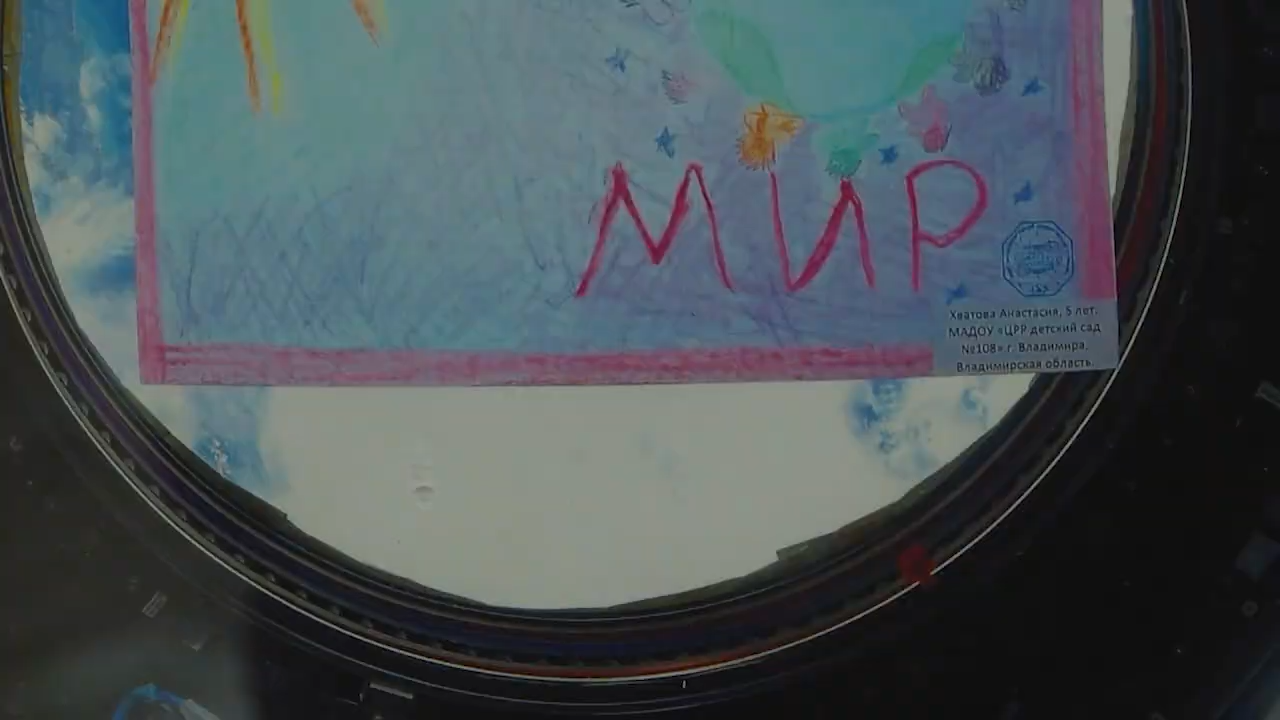 МИР
Хватова Анастасия, 5 лет.
МАДОУ «ЦРР детский сад
№108» г. Владимира,
Владимирская область.